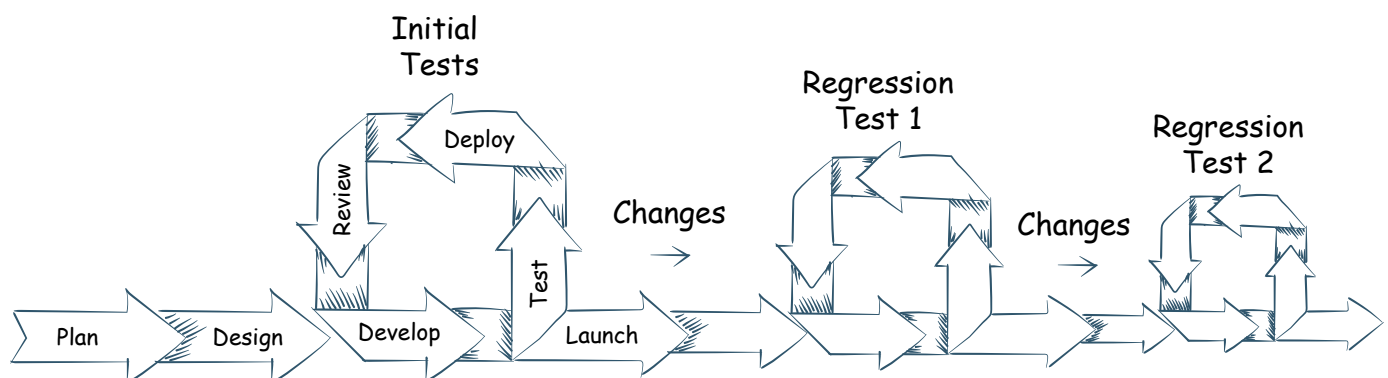 Initial
Tests
Regression
Test 1
Regression
Test 2
Deploy
Review
Changes
Changes
Test
Plan
Design
Develop
Launch